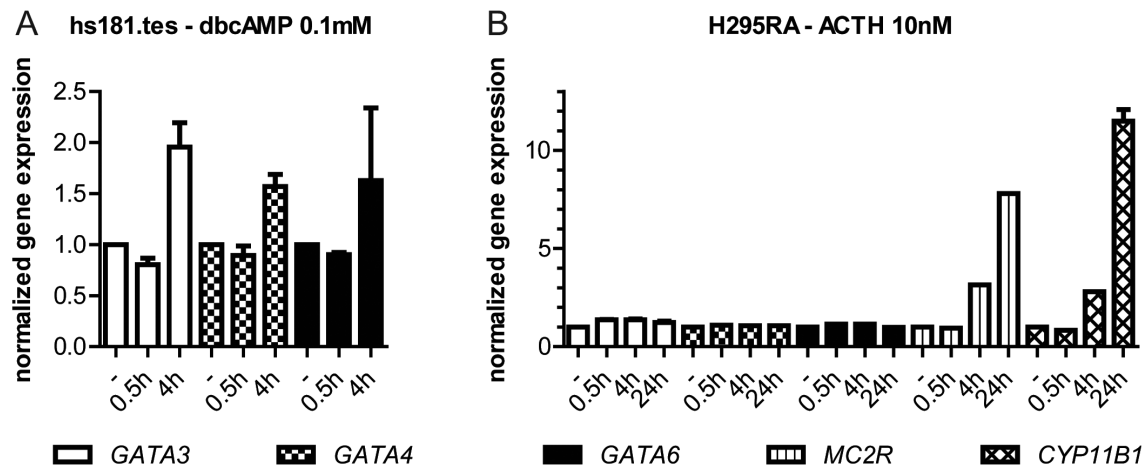 A hs181.tes - dbcAMP 0.1mM
normalized gene expression
2.5
2.0
1.5
1.0
0.5
0.0
- 0.5h 4h - 0.5h 4h - 0.5h 4h
B H295RA - ACTH 10nM
normalized gene expression
10
5
0
- 0.5h 4h 24h - 0.5h 4h 24h - 0.5h 4h 24h - 0.5h 4h 24h - 0.5h 4h 24h
GATA3 GATA4 GATA6 MC2R CYP11B1